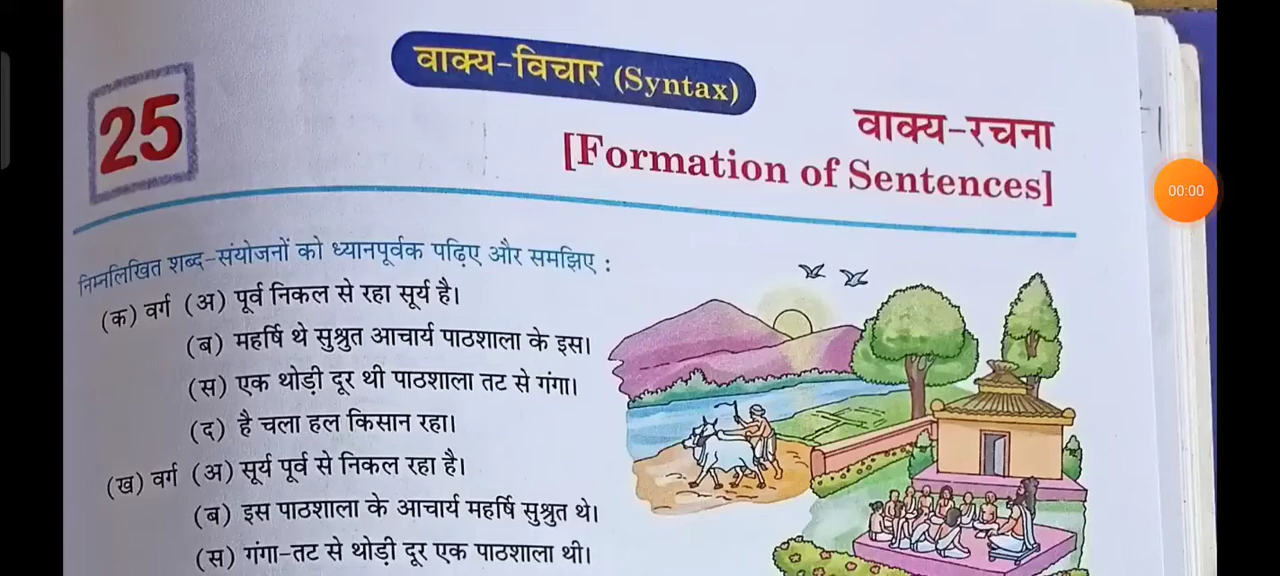 वाक्य-विचार (Syntax)
25
वाक्य-रचना
[Formation of Sentences]
00:00
निम्नलिखित शब्द-संयोजनों को ध्यानपूर्वक पढ़िए और समझिए :
(क) वर्ग (अ) पूर्व निकल से रहा सूर्य है।
(ब) महर्षि थे सुश्रुत आचार्य पाठशाला के इस।
(स) एक थोड़ी दूर थी पाठशाला तट से गंगा।
(द) है चला हल किसान रहा।
(ख) वर्ग (अ) सूर्य पूर्व से निकल रहा है।
(ब) इस पाठशाला के आचार्य महर्षि सुश्रुत थे।
(स) गंगा-तट से थोड़ी दूर एक पाठशाला थी।